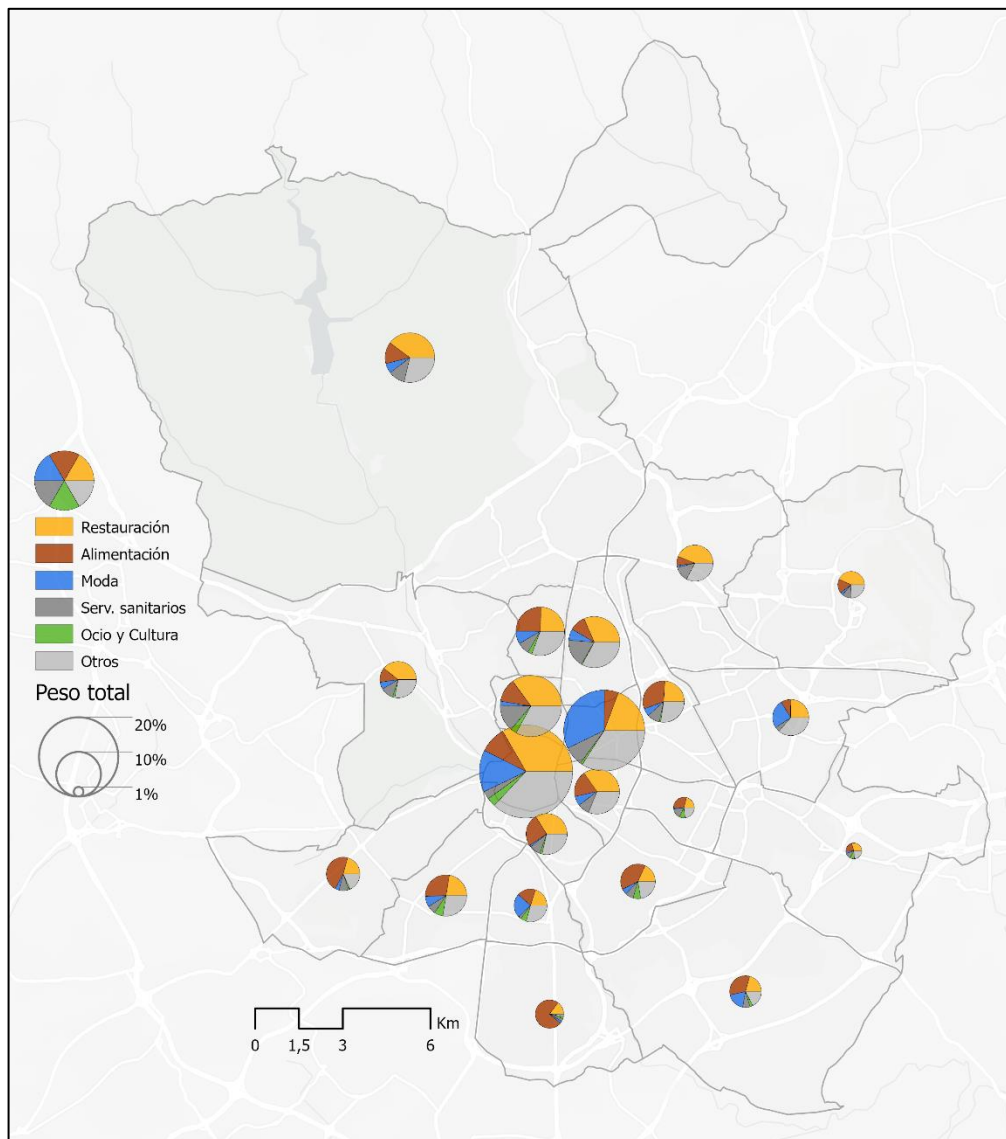 Restauración
Alimentación
Moda
Serv. sanitarios
Ocio y Cultura
Otros
Peso total
20%
10%
1%
Km
0 1,5 3 6